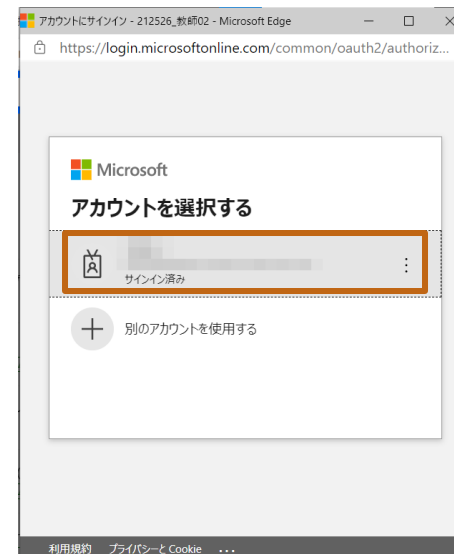 アカウントにサインイン - 212526_教師02 - Microsoft Edge
https://login.microsoftonline.com/common/oauth2/authoriz...
Microsoft
アカウントを選択する
サインイン済み
別のアカウントを使用する
利用規約 プライバシーと Cookie ...